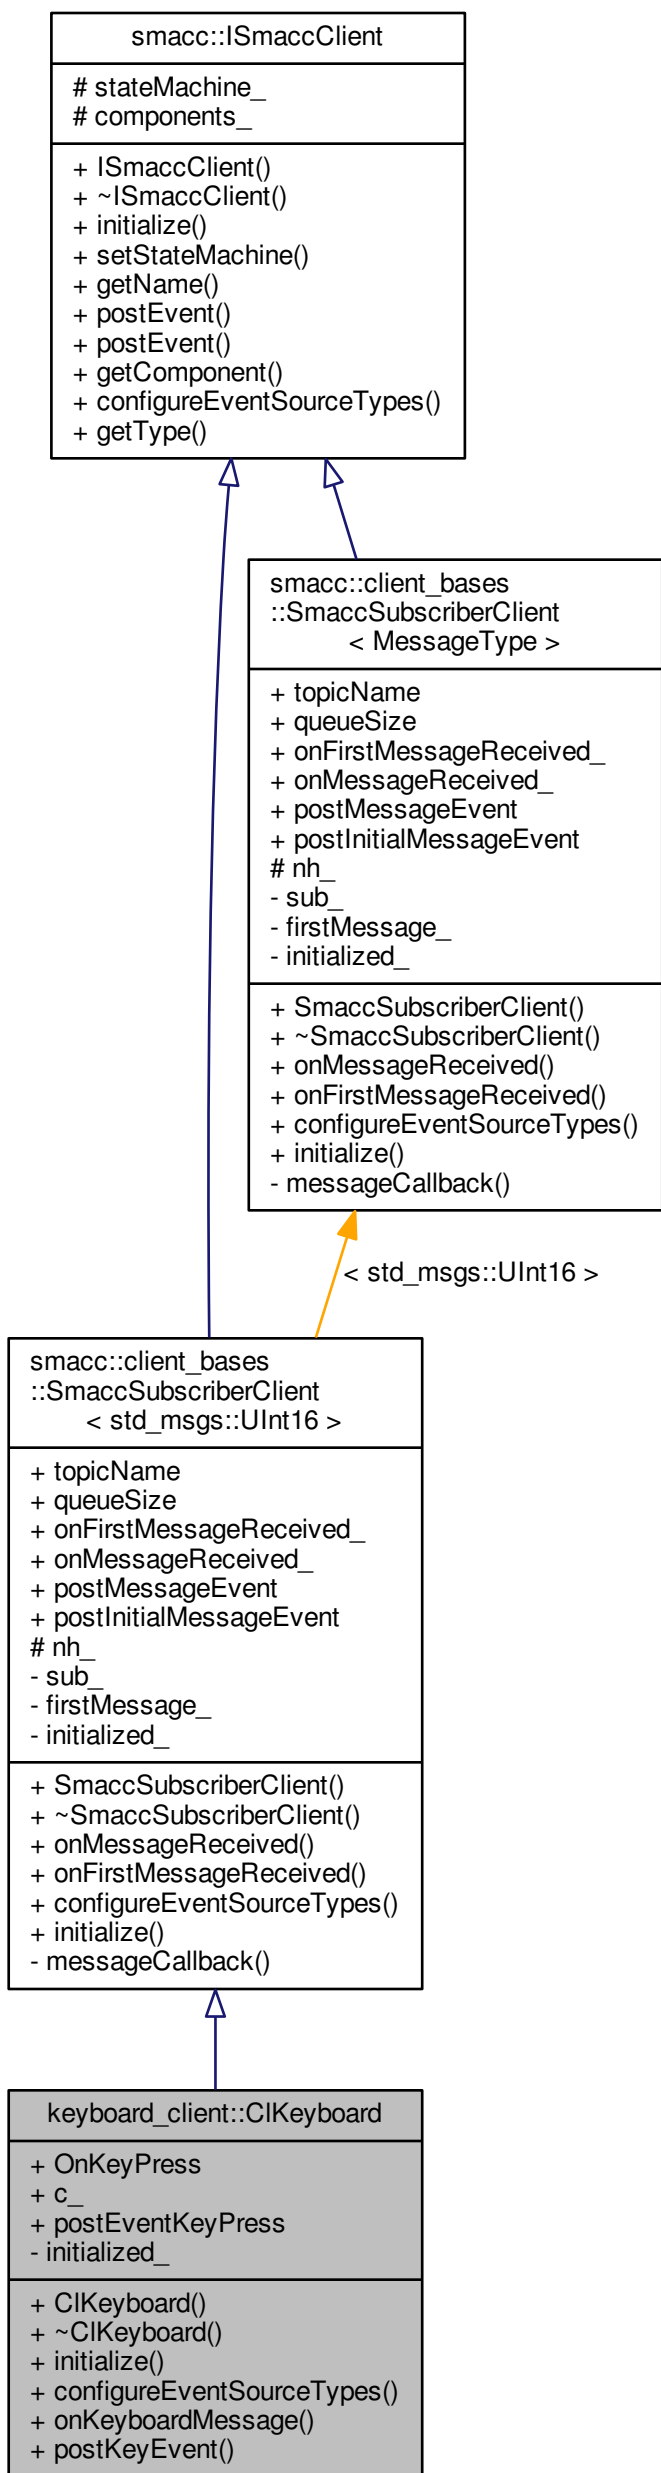 smacc::ISmaccClient
# stateMachine_
# components_
+ ISmaccClient()
+ ~ISmaccClient()
+ initialize()
+ setStateMachine()
+ getName()
+ postEvent()
+ postEvent()
+ getComponent()
+ configureEventSourceTypes()
+ getType()
smacc::client_bases
::SmaccSubscriberClient
< MessageType >
+ topicName
+ queueSize
+ onFirstMessageReceived_
+ onMessageReceived_
+ postMessageEvent
+ postInitialMessageEvent
# nh_
- sub_
- firstMessage_
- initialized_
+ SmaccSubscriberClient()
+ ~SmaccSubscriberClient()
+ onMessageReceived()
+ onFirstMessageReceived()
+ configureEventSourceTypes()
+ initialize()
- messageCallback()
< std_msgs::UInt16 >
smacc::client_bases
::SmaccSubscriberClient
< std_msgs::UInt16 >
+ topicName
+ queueSize
+ onFirstMessageReceived_
+ onMessageReceived_
+ postMessageEvent
+ postInitialMessageEvent
# nh_
- sub_
- firstMessage_
- initialized_
+ SmaccSubscriberClient()
+ ~SmaccSubscriberClient()
+ onMessageReceived()
+ onFirstMessageReceived()
+ configureEventSourceTypes()
+ initialize()
- messageCallback()
keyboard_client::ClKeyboard
+ OnKeyPress
+ c_
+ postEventKeyPress
- initialized_
+ ClKeyboard()
+ ~ClKeyboard()
+ initialize()
+ configureEventSourceTypes()
+ onKeyboardMessage()
+ postKeyEvent()